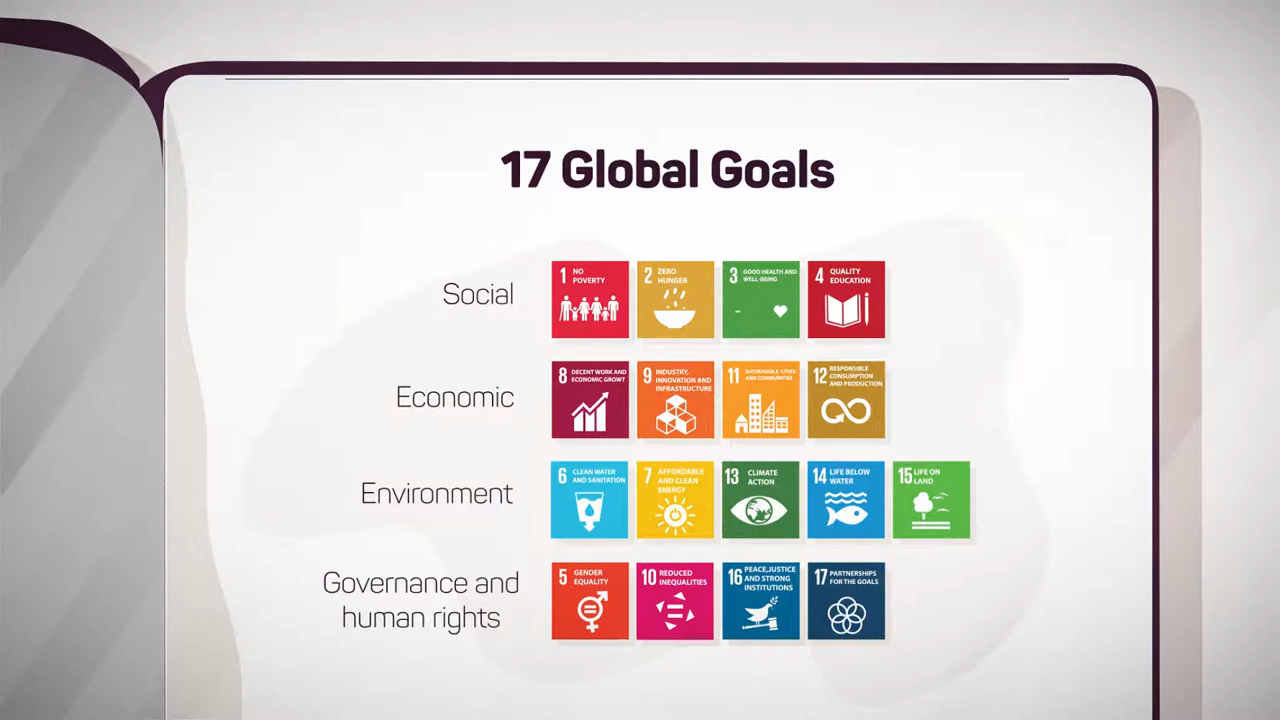 17 Global Goals
Social
1 NO
POVERTY
2 ZERO
HUNGER
3 GOOD HEALTH AND
WELL-BEING
4 QUALITY
EDUCATION
Economic
8 DECENT WORK AND
ECONOMIC GROWT
9 INDUSTRY,
INNOVATION AND
INFRASTRUCTURE
11 SUSTAINABLE CITIES
AND COMMUNITIES
12 RESPONSIBLE
CONSUMPTION
AND PRODUCTION
Environment
6 CLEAN WATER
AND SANITATION
7 AFFORDABLE
AND CLEAN
ENERGY
13 CLIMATE
ACTION
14 LIFE BELOW
WATER
15 LIFE ON
LAND
Governance and
human rights
5 GENDER
EQUALITY
10 REDUCED
INEQUALITIES
16 PEACE,JUSTICE
AND STRONG
INSTITUTIONS
17 PARTNERSHIPS
FOR THE GOALS